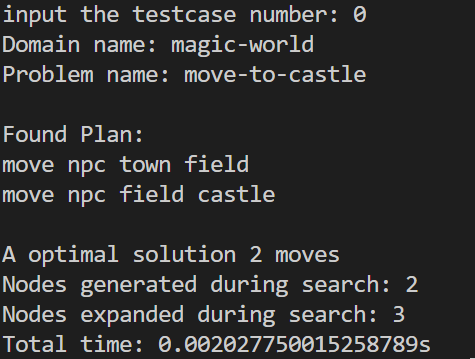 input the testcase number: 0
Domain name: magic-world
Problem name: move-to-castle
Found Plan:
move npc town field
move npc field castle
A optimal solution 2 moves
Nodes generated during search: 2
Nodes expanded during search: 3
Total time: 0.002027750015258789s